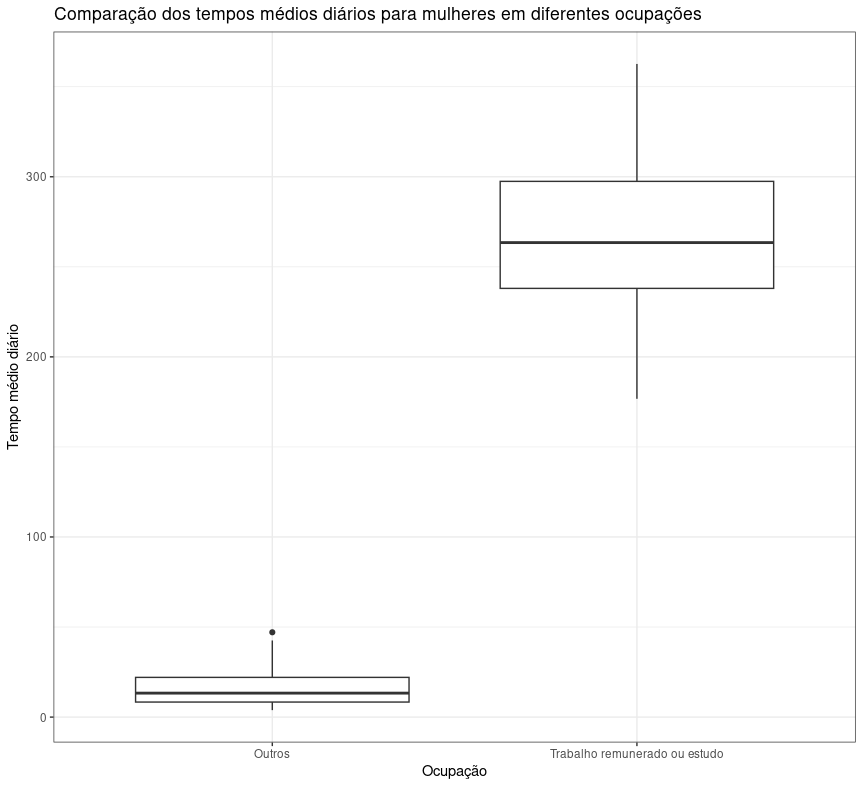 Comparação dos tempos médios diários para mulheres em diferentes ocupações
Tempo médio diário
300
200
100
0
Outros
Trabalho remunerado ou estudo
Ocupação